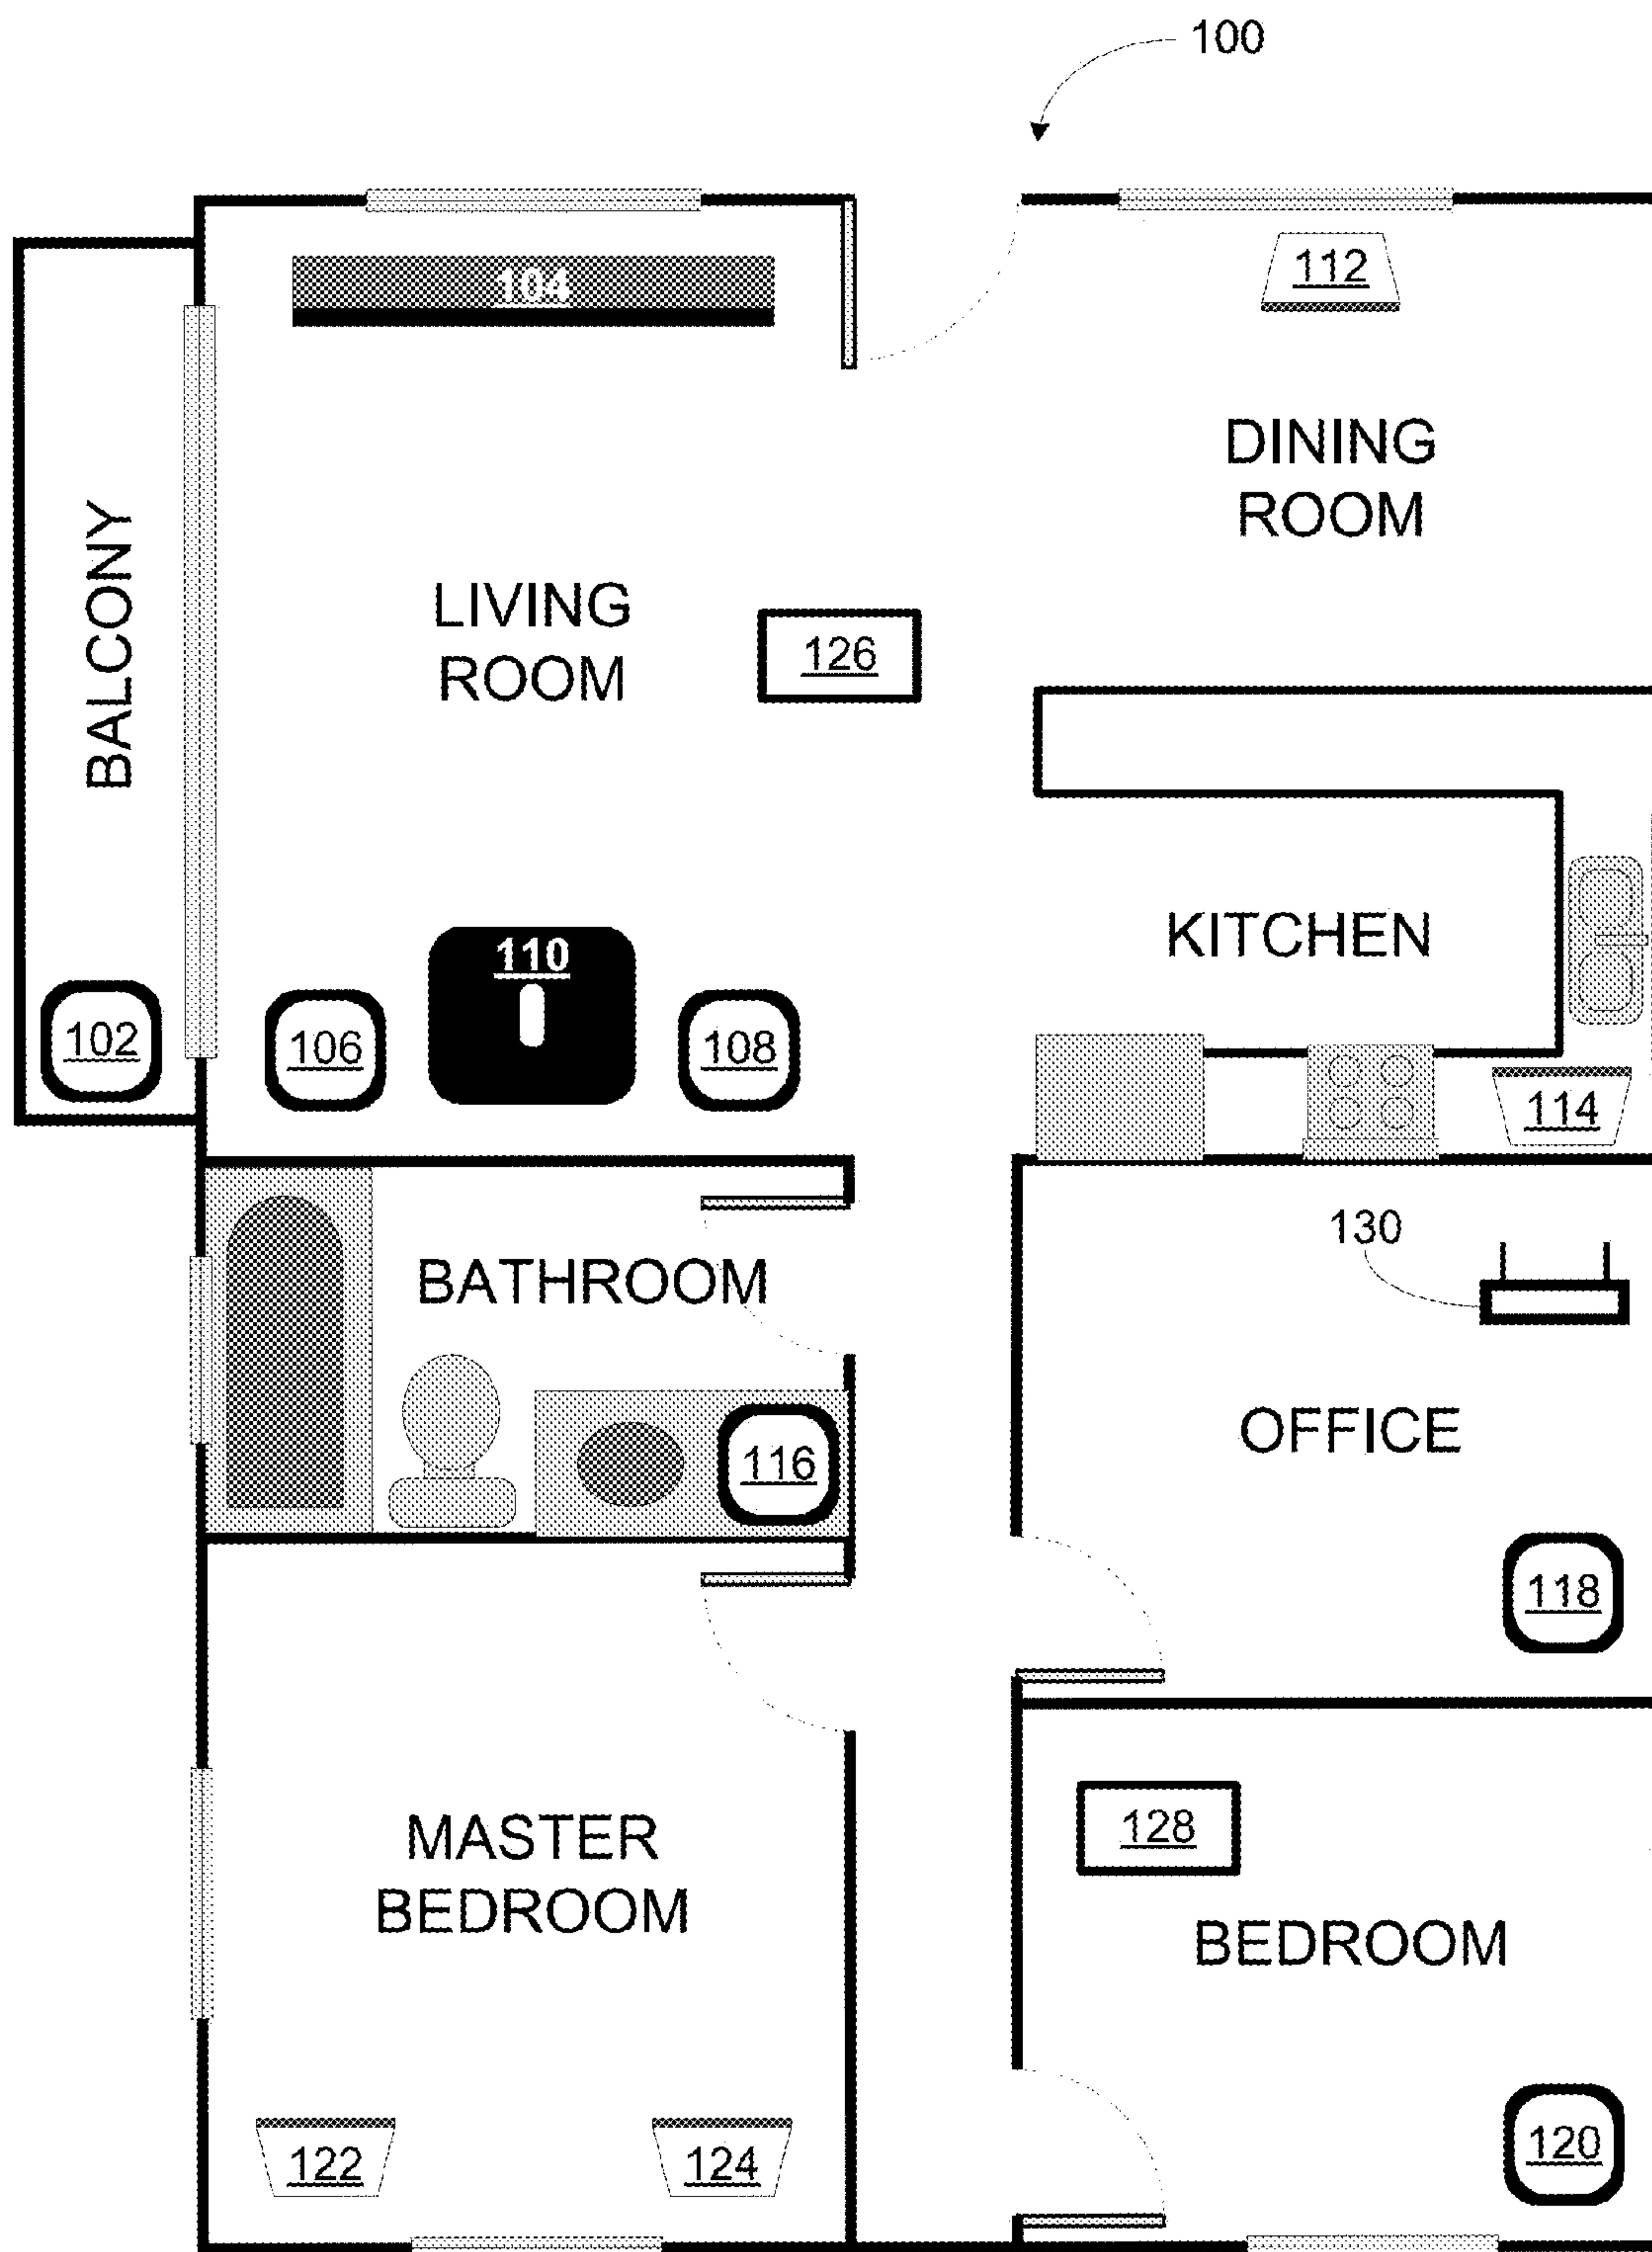 100
104
112
DINING
ROOM
BALCONY
LIVING
ROOM
126
KITCHEN
110
102
106
108
114
130
BATHROOM
OFFICE
116
118
MASTER
BEDROOM
128
BEDROOM
122
124
120